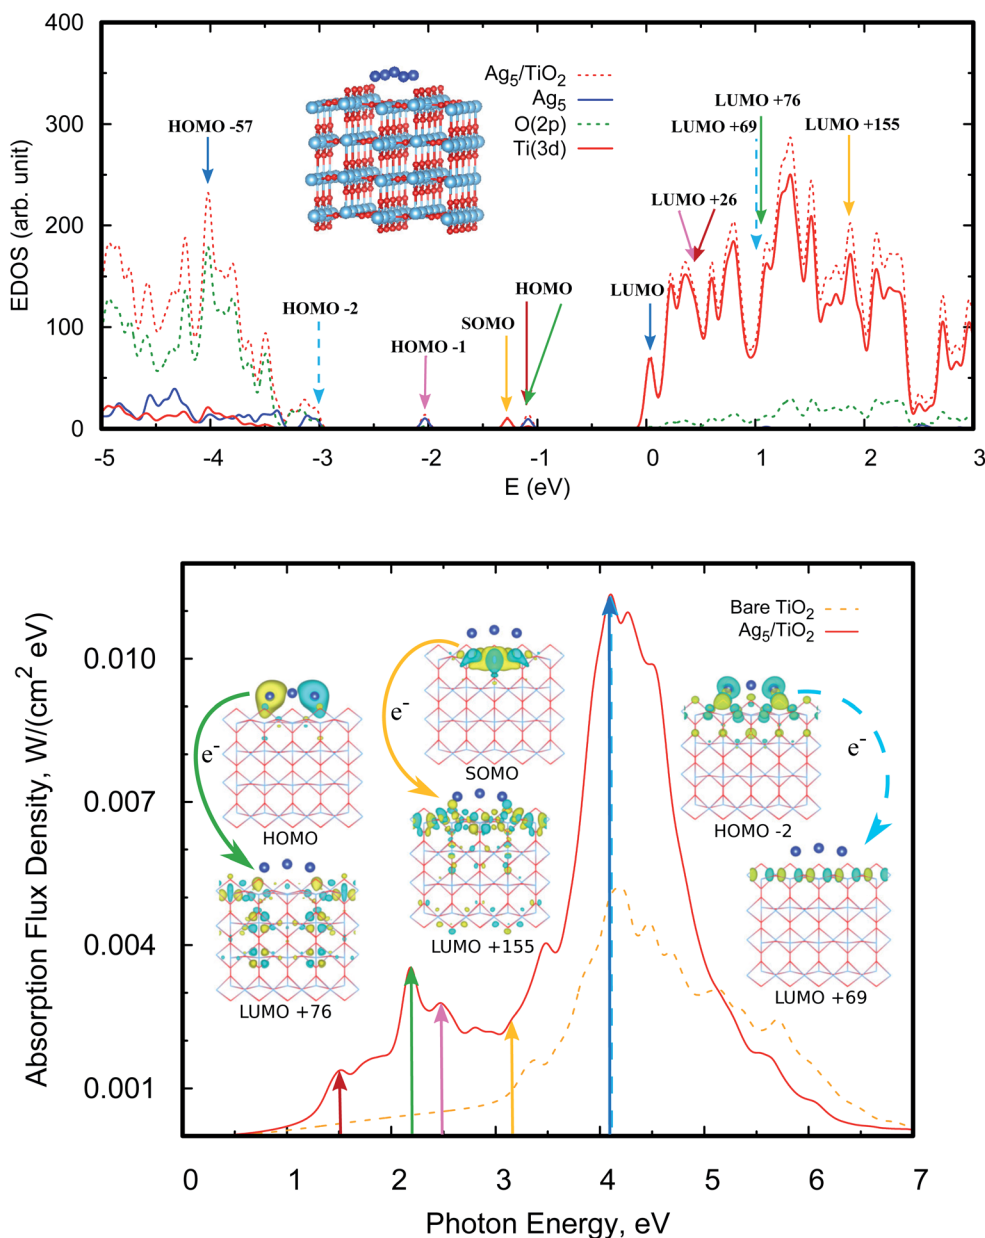 400
300
200
100
0
EDOS (arb. unit)
Ag5/TiO2
Ag5
O(2p)
Ti(3d)
HOMO -57
HOMO -2
HOMO -1
SOMO
HOMO
LUMO
LUMO +26
LUMO +76
LUMO +69
LUMO +155
-5 -4 -3 -2 -1 0 1 2 3
E (eV)
Absorption Flux Density, W/(cm2 eV)
0.010
0.007
0.004
0.001
Bare TiO2
Ag5/TiO2
e-
HOMO
LUMO +76
e-
SOMO
LUMO +155
e-
HOMO -2
LUMO +69
0 1 2 3 4 5 6 7
Photon Energy, eV